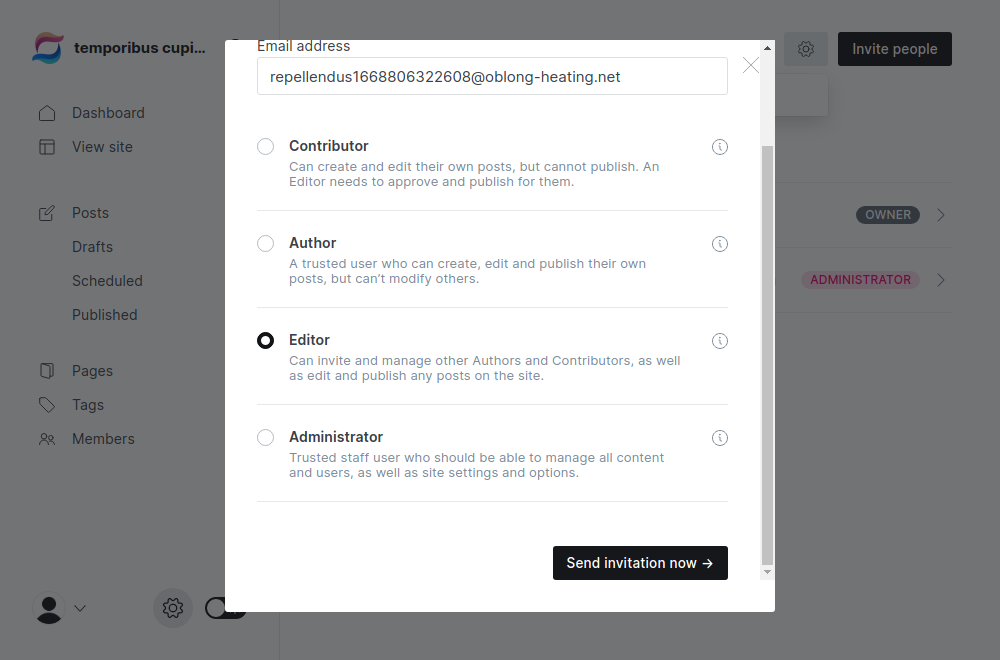 temporibus cupi...
Invite people
Dashboard
View site
Posts
Drafts
Scheduled
Published
Pages
Tags
Members
OWNER
ADMINISTRATOR
Email address
repellendus1668806322608@oblong-heating.net
Contributor
Can create and edit their own posts, but cannot publish. An
Editor needs to approve and publish for them.
Author
A trusted user who can create, edit and publish their own
posts, but can’t modify others.
Editor
Can invite and manage other Authors and Contributors, as well
as edit and publish any posts on the site.
Administrator
Trusted staff user who should be able to manage all content
and users, as well as site settings and options.
Send invitation now →